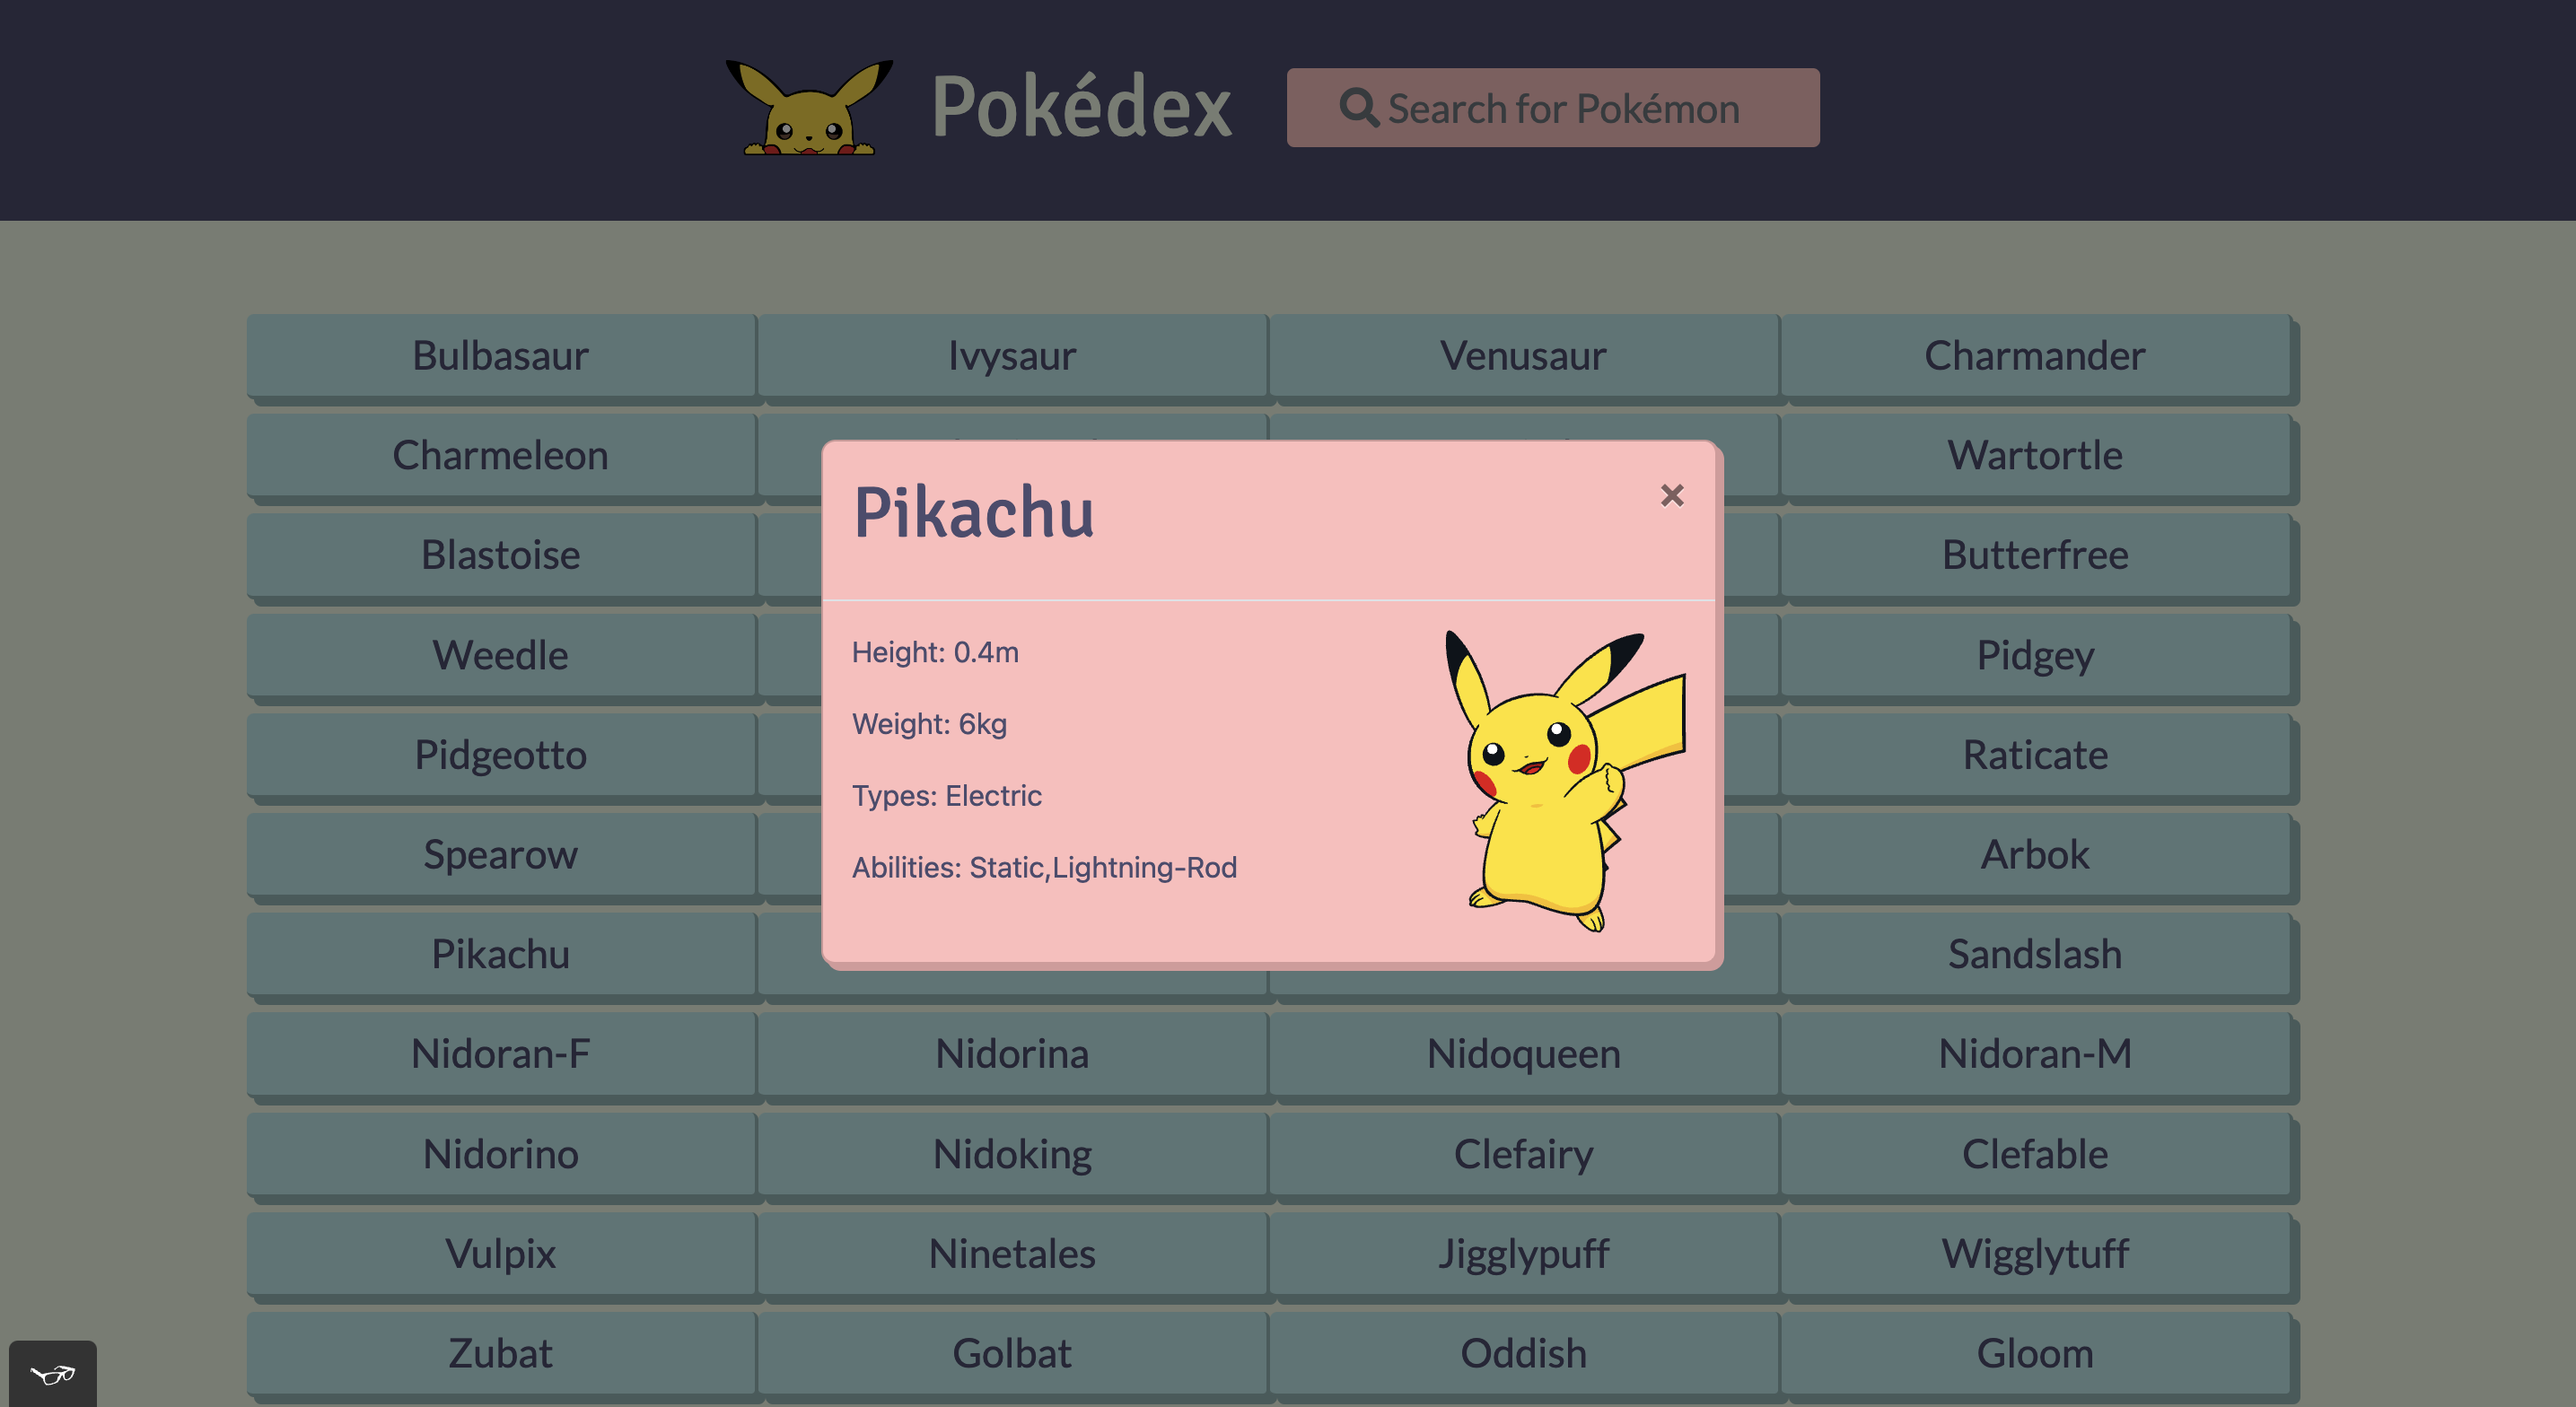 Pokédex
Search for Pokémon
Bulbasaur Ivysaur Venusaur Charmander
Charmeleon Wartortle
Blastoise Butterfree
Weedle Pidgey
Pidgeotto Raticate
Spearow Arbok
Pikachu Sandslash
Nidoran-F Nidorina Nidoqueen Nidoran-M
Nidorino Nidoking Clefairy Clefable
Vulpix Ninetales Jigglypuff Wigglytuff
Zubat Golbat Oddish Gloom
Pikachu
×
Height: 0.4m
Weight: 6kg
Types: Electric
Abilities: Static,Lightning-Rod